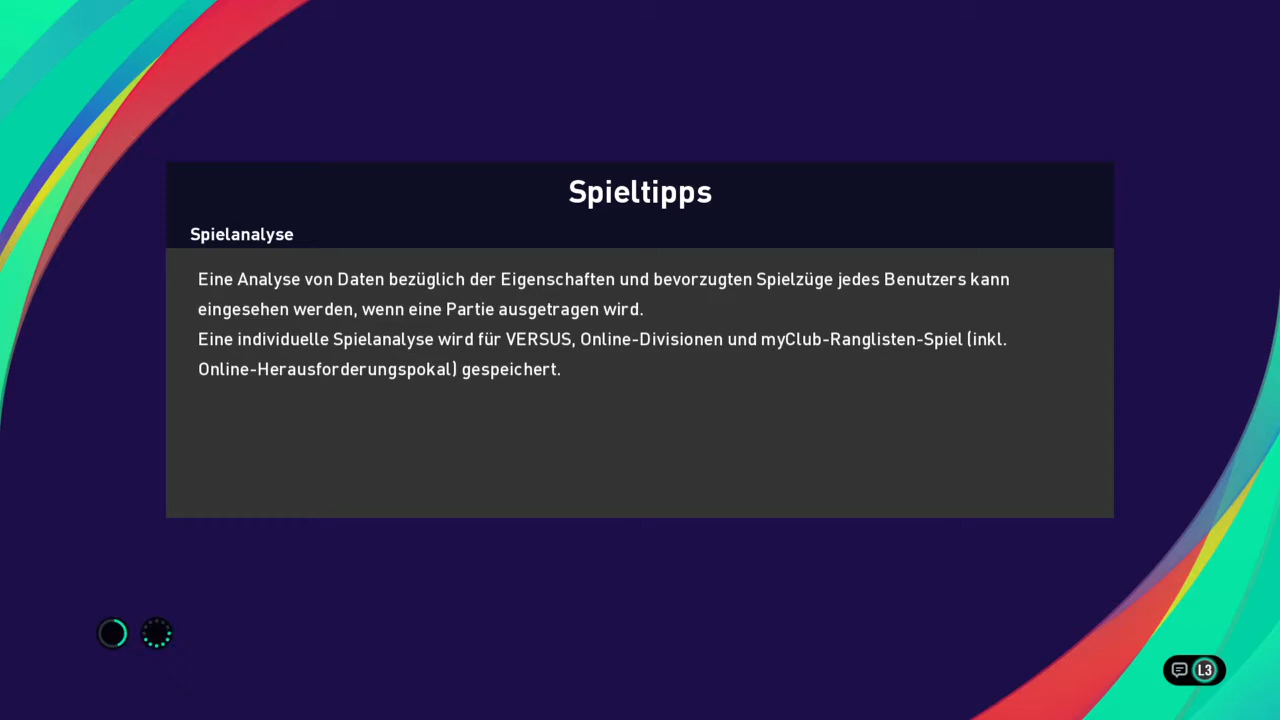 Spieltipps
Spielanalyse
Eine Analyse von Daten bezüglich der Eigenschaften und bevorzugten Spielzüge jedes Benutzers kann
eingesehen werden, wenn eine Partie ausgetragen wird.
Eine individuelle Spielanalyse wird für VERSUS, Online-Divisionen und myClub-Ranglisten-Spiel (inkl.
Online-Herausforderungspokal) gespeichert.
L3